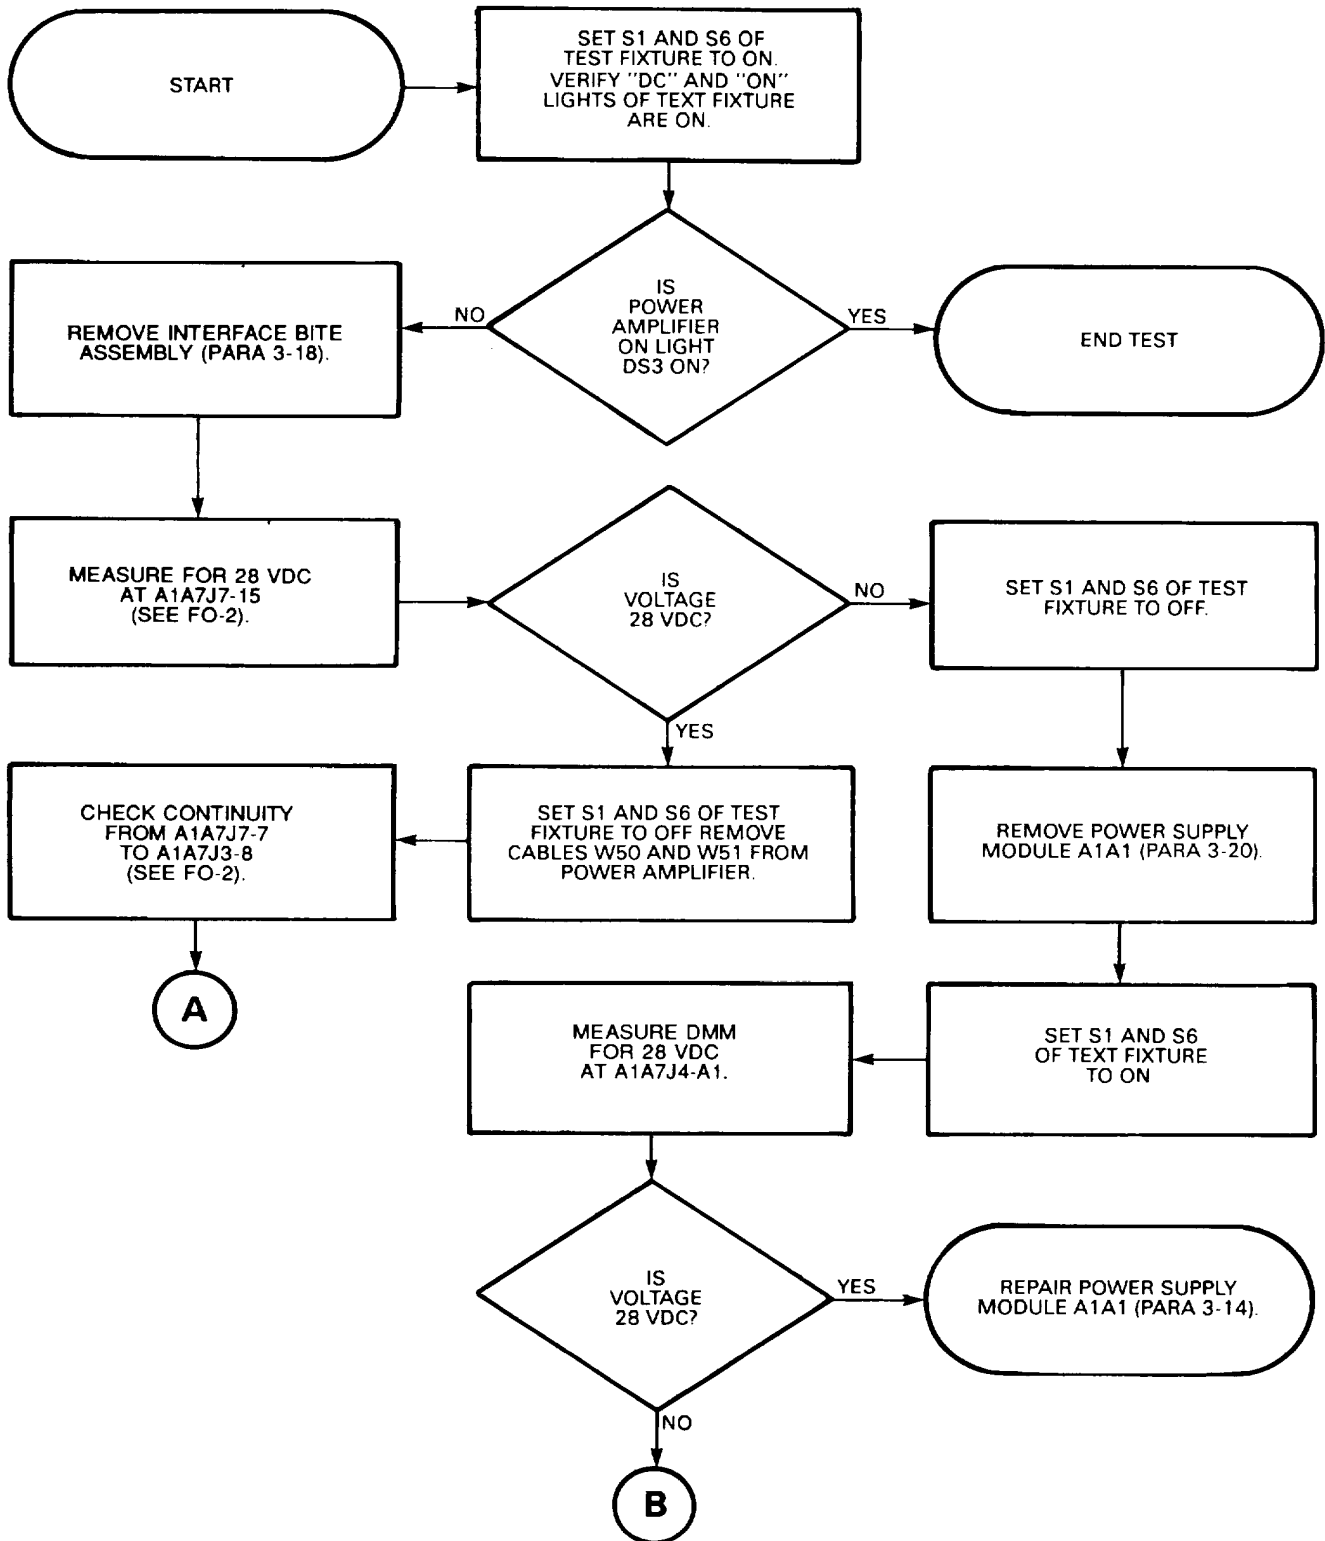 START
SET S1 AND S6 OF
TEST FIXTURE TO ON.
VERIFY "DC" AND "ON"
LIGHTS OF TEXT FIXTURE
ARE ON.
IS
POWER
AMPLIFIER
ON LIGHT
DS3 ON?
NO
YES
REMOVE INTERFACE BITE
ASSEMBLY (PARA 3-18).
END TEST
MEASURE FOR 28 VDC
AT A1A7J7-15
(SEE FO-2).
IS
VOLTAGE
28 VDC?
NO
YES
SET S1 AND S6 OF TEST
FIXTURE TO OFF.
CHECK CONTINUITY
FROM A1A7J7-7
TO A1A7J3-8
(SEE FO-2).
SET S1 AND S6 OF TEST
FIXTURE TO OFF REMOVE
CABLES W50 AND W51 FROM
POWER AMPLIFIER.
REMOVE POWER SUPPLY
MODULE A1A1 (PARA 3-20).
A
MEASURE DMM
FOR 28 VDC
AT A1A7J4-A1.
SET S1 AND S6
OF TEXT FIXTURE
TO ON
IS
VOLTAGE
28 VDC?
YES
REPAIR POWER SUPPLY
MODULE A1A1 (PARA 3-14).
NO
B